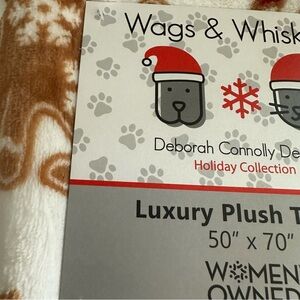 Wags & Whisk
Deborah Connolly De
Holiday Collection
Luxury Plush T
50" x 70"
WOMEN
OWNED